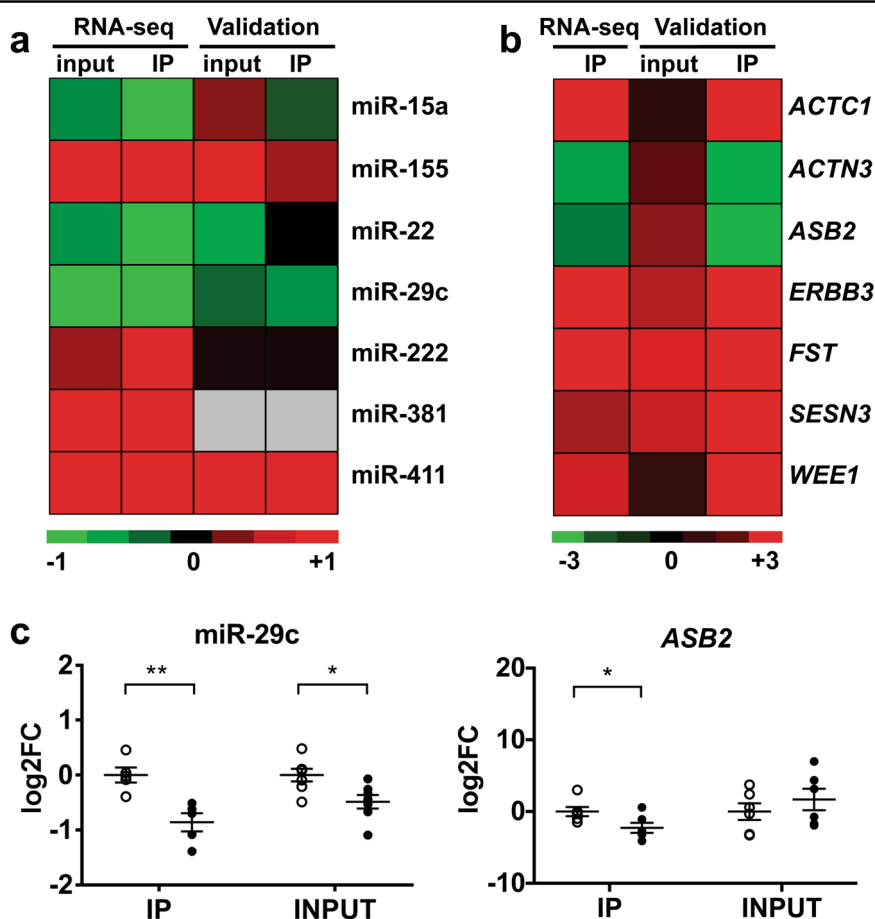 a
RNA-seq Validation
input IP input IP
miR-15a
miR-155
miR-22
miR-29c
miR-222
miR-381
miR-411
-1 0 +1
b
RNA-seq Validation
IP input IP
ACTC1
ACTN3
ASB2
ERBB3
FST
SESN3
WEE1
-3 0 +3
c
miR-29c
log2FC
2
1
0
-1
-2
** *
IP INPUT
ASB2
log2FC
20
10
0
-10
*
IP INPUT